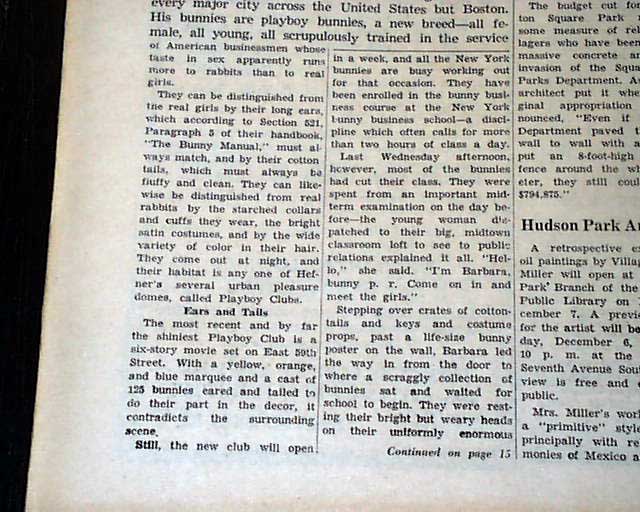 every major city across the United States but Boston.
His bunnies are playboy bunnies, a new breed—all fe-
male, all young, all scrupulously trained in the service
of American businessmen whose
taste in sex apparently runs
more to rabbits than to real
girls.
They can be distinguished from
the real girls by their long ears,
which according to Section 521,
Paragraph 5 of their handbook,
"The Bunny Manual," must al-
ways match, and by their cotton
tails, which must always be
fluffy and clean. They can like-
wise be distinguished from real
rabbits by the starched collars
and cuffs they wear, the bright
satin costumes, and by the wide
variety of color in their hair.
They come out at night, and
their habitat is any one of Hef-
ner's several urban pleasure
domes, called Playboy Clubs.
Ears and Tails
The most recent and by far
the shiniest Playboy Club is a
six-story movie set on East 59th
Street. With a yellow, orange,
and blue marquee and a cast of
125 bunnies eared and tailed to
do their part in the decor, it
contradicts the surrounding
scene.
Still, the new club will open
in a week, and all the New York
bunnies are busy working out
for that occasion. They have
been enrolled in the bunny busi-
ness course at the New York
bunny business school—a disci-
pline which often calls for more
than two hours of class a day.
Last Wednesday afternoon,
however, most of the bunnies
had cut their class. They were
spent from an important mid-
term examination on the day be-
fore—the young woman dis-
patched to their big, midtown
classroom left to see to public
relations explained it all. "Hel-
lo," she said. "I'm Barbara,
bunny p. r. Come on in and
meet the girls."
Stepping over crates of cotton-
tails and keys and costume
props, past a life-size bunny
poster on the wall, Barbara led
the way in from the door to
where a scraggly collection of
bunnies sat and waited for
school to begin. They were rest-
ing their bright but weary heads
on their uniformly enormous
Continued on page 15
The budget cut for
ton Square Park
some measure of rel
lagers who have been
massive concrete an
invasion of the Squa
Parks Department. A
architect put it whe
ginal appropriation
nounced, "Even if
Department paved t
wall to wall with a
put an 8-foot-high
fence around the wh
eter, they still coul
$794,875."
Hudson Park A
A retrospective e
oil paintings by Villag
Miller will open at
Park Branch of the
Public Library on
cember 7. A previe
for the artist will be
day, December 6,
10 p. m. at the
Seventh Avenue Sout
view is free and
public.
Mrs. Miller's wor
a "primitive" style
principally with re
monies of Mexico a